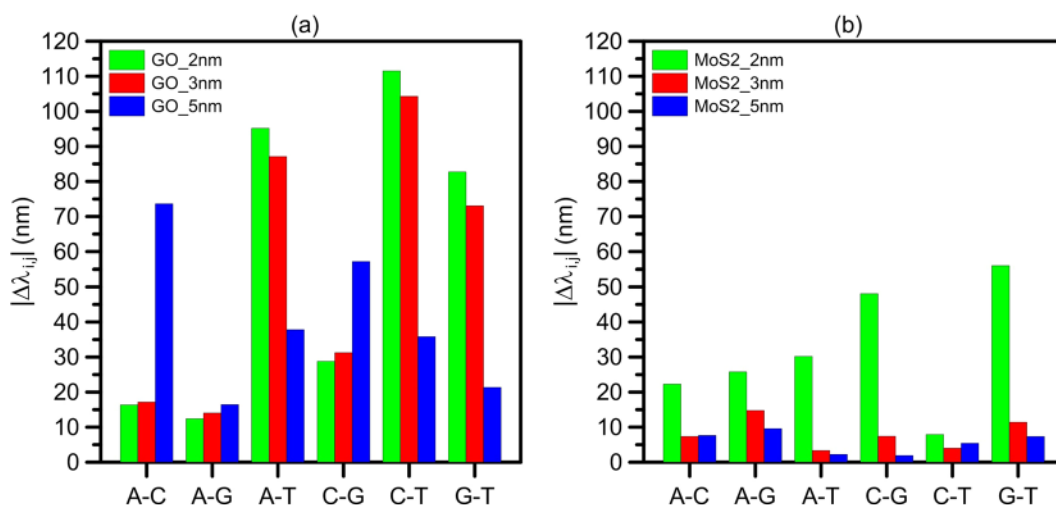 (a)
|Δλi,j| (nm)
120
110
100
90
80
70
60
50
40
30
20
10
0
GO_2nm
GO_3nm
GO_5nm
A-C A-G A-T C-G C-T G-T
(b)
|Δλi,j| (nm)
120
110
100
90
80
70
60
50
40
30
20
10
0
MoS2_2nm
MoS2_3nm
MoS2_5nm
A-C A-G A-T C-G C-T G-T